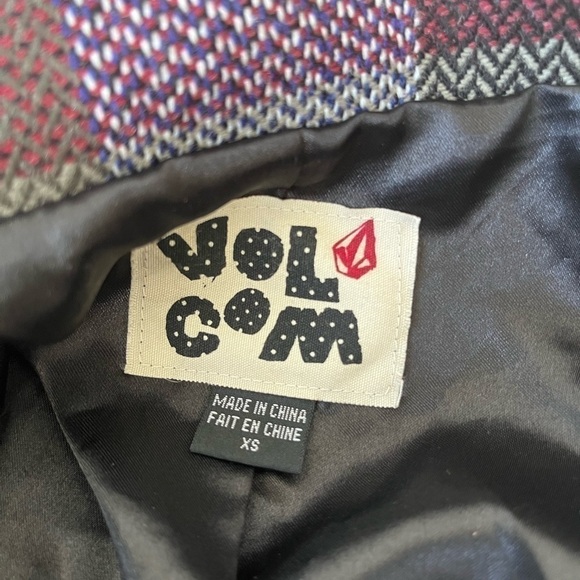 VOL
COM
MADE IN CHINA
FAIT EN CHINE
XS